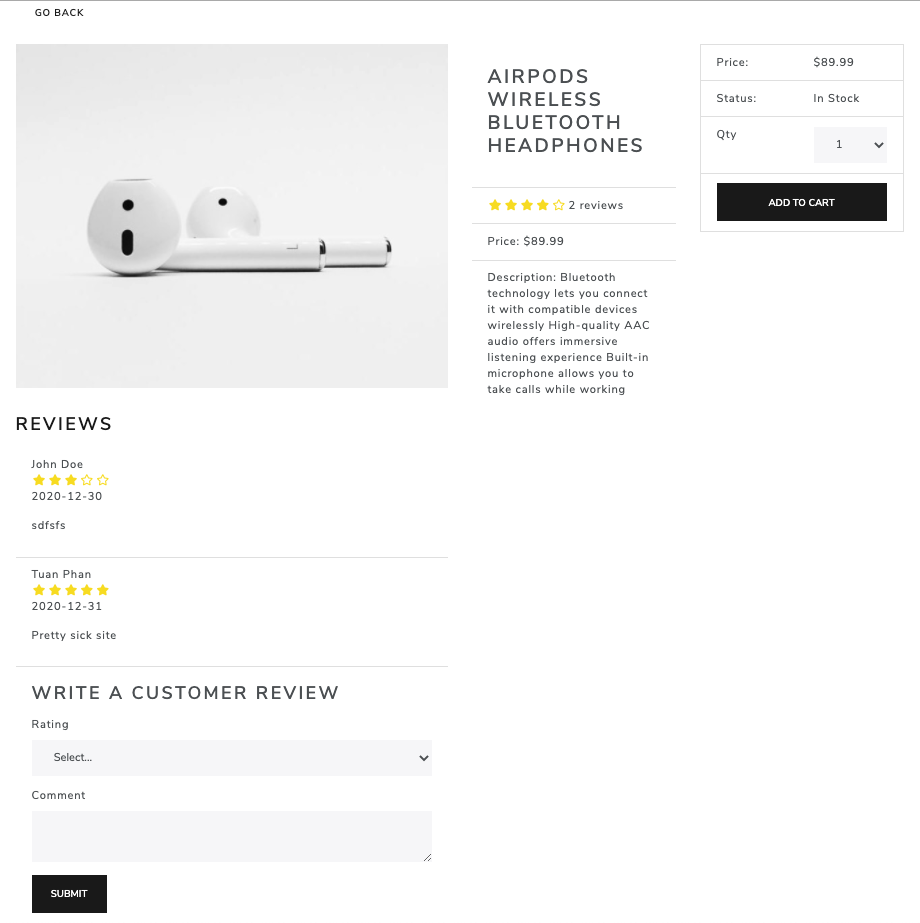 GO BACK
AIRPODS
WIRELESS
BLUETOOTH
HEADPHONES
2 reviews
Price: $89.99
Description: Bluetooth
technology lets you connect
it with compatible devices
wirelessly High-quality AAC
audio offers immersive
listening experience Built-in
microphone allows you to
take calls while working
Price: $89.99
Status: In Stock
Qty 1
ADD TO CART
REVIEWS
John Doe
2020-12-30
sdfsfs
Tuan Phan
2020-12-31
Pretty sick site
WRITE A CUSTOMER REVIEW
Rating
Select...
Comment
SUBMIT